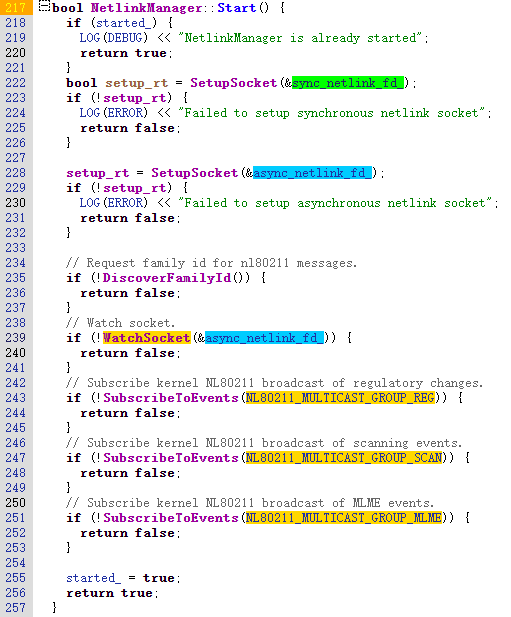 217 bool NetlinkManager::Start() {
218 if (started_) {
219 LOG(DEBUG) << "NetlinkManager is already started";
220 return true;
221 }
222 bool setup_rt = SetupSocket(&sync_netlink_fd_);
223 if (!setup_rt) {
224 LOG(ERROR) << "Failed to setup synchronous netlink socket";
225 return false;
226 }
227
228 setup_rt = SetupSocket(&async_netlink_fd_);
229 if (!setup_rt) {
230 LOG(ERROR) << "Failed to setup asynchronous netlink socket";
231 return false;
232 }
233
234 // Request family id for nl80211 messages.
235 if (!DiscoverFamilyId()) {
236 return false;
237 }
238 // Watch socket.
239 if (!WatchSocket(&async_netlink_fd_)) {
240 return false;
241 }
242 // Subscribe kernel NL80211 broadcast of regulatory changes.
243 if (!SubscribeToEvents(NL80211_MULTICAST_GROUP_REG)) {
244 return false;
245 }
246 // Subscribe kernel NL80211 broadcast of scanning events.
247 if (!SubscribeToEvents(NL80211_MULTICAST_GROUP_SCAN)) {
248 return false;
249 }
250 // Subscribe kernel NL80211 broadcast of MLME events.
251 if (!SubscribeToEvents(NL80211_MULTICAST_GROUP_MLME)) {
252 return false;
253 }
254
255 started_ = true;
256 return true;
257 }